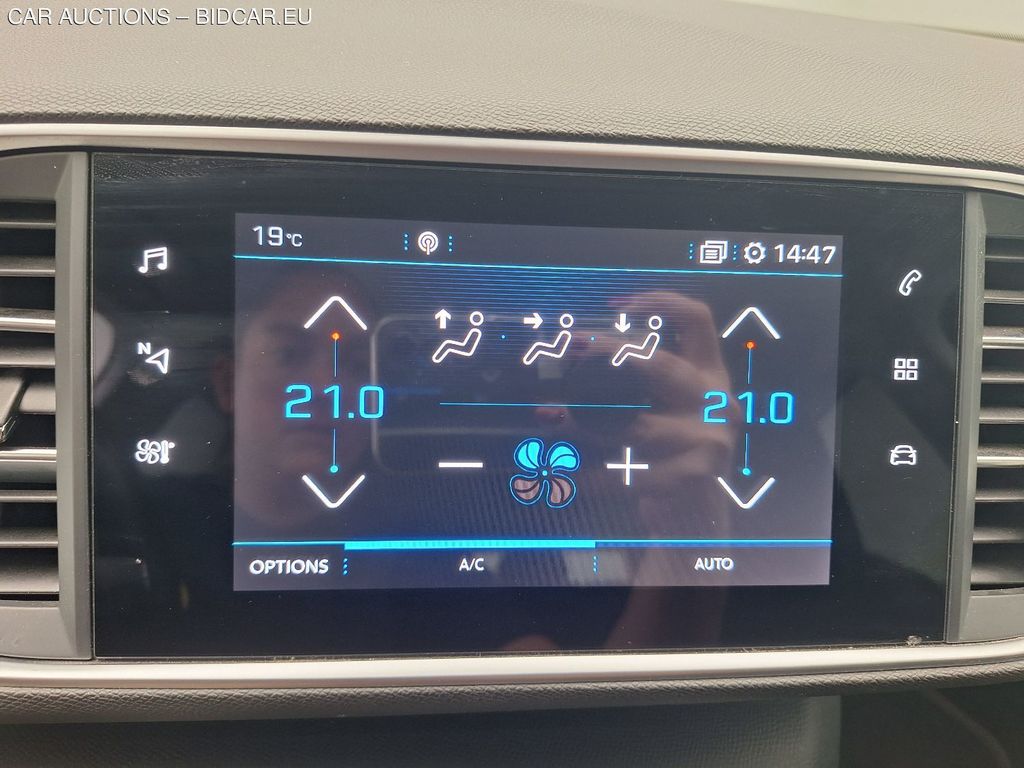 CAR AUCTIONS – BIDCAR.EU
19°C
14:47
N
21.0
21.0
OPTIONS
A/C
AUTO